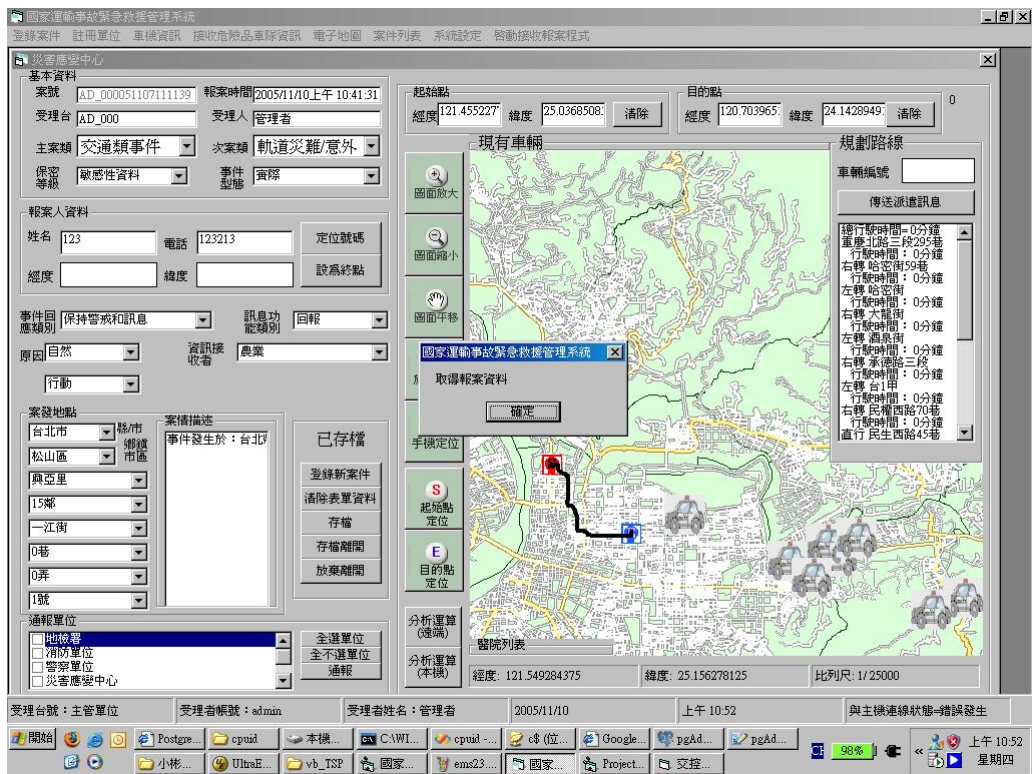 國家運輸事故緊急救援管理系統
登錄案件 註冊單位 車機資訊 接收危險品車隊資訊 電子地圖 案件列表 系統設定 啓動接收報案程式
災害應變中心
基本資料
案號 AD_000051107111139 報案時間 2005/11/10上午 10:41:31
受理台 AD_000 受理人 管理者
主案類 交通類事件 次案類 軌道災難/意外
保密等級 敏感性資料 事件型態 實際
報案人資料
姓名 123 電話 123213 定位號碼
經度 緯度 設爲終點
事件回應類別 保持警戒和訊息 訊息功能類別 回報
原因 自然 資訊接收者 農業
行動
案發地點
台北市 縣/市
松山區 鄉鎮市區
興亞里
15鄰
一江街
0巷
0弄
1號
案情描述
事件發生於：台北
已存檔
登錄新案件
清除表單資料
存檔
存檔離開
放棄離開
通報單位
地檢署
消防單位
警察單位
災害應變中心
全選單位
全不選單位
通報
起始點
經度 121.455227 緯度 25.0368508 清除
目的點
經度 120.703965 緯度 24.1428949 清除
0
現有車輛
圖面放大
圖面縮小
圖面平移
手機定位
S
起始點定位
E
目的點定位
分析運算(遠端)
分析運算(本機)
國家運輸事故緊急救援管理系統
取得報案資料
確定
規劃路線
車輛編號
傳送派遣訊息
總行駛時間=0分鐘
重慶北路三段295巷
行駛時間：0分鐘
右轉 哈密街59巷
行駛時間：0分鐘
左轉 哈密街
行駛時間：0分鐘
右轉 大龍街
行駛時間：0分鐘
左轉 酒泉街
行駛時間：0分鐘
右轉 承德路三段
行駛時間：0分鐘
左轉 台1甲
行駛時間：0分鐘
右轉 民權西路70巷
行駛時間：0分鐘
直行 民生西路45巷
醫院列表
經度: 121.549284375 緯度: 25.156278125 比列尺: 1/25000
受理台號：主管單位 受理者帳號：admin 受理者姓名：管理者 2005/11/10 上午 10:52 與主機連線狀態=錯誤發生
開始 Postgre... cpuid 本機... C:\WI... cpuid -... c$ (位... Google... pgAd... pgAd... 98% « 上午 10:52
小彬... UltraE... vb_TSP 國家... ems23.... 國家... Project... 交控... 星期四